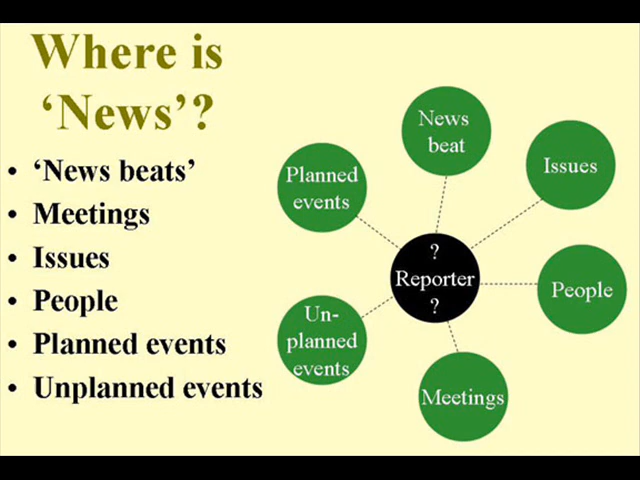 Where is
‘News’?
• ‘News beats’
• Meetings
• Issues
• People
• Planned events
• Unplanned events
News
beat
Issues
Planned
events
?
Reporter
?
People
Un-
planned
events
Meetings